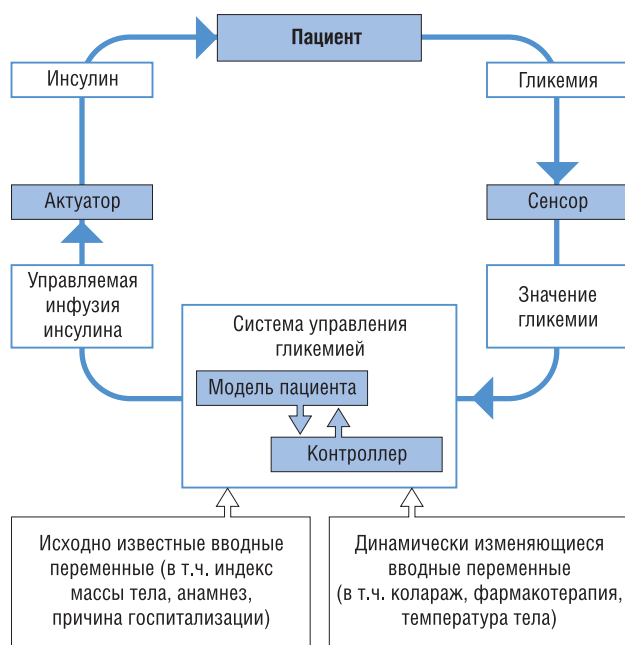 Пациент
Инсулин
Гликемия
Актуатор
Сенсор
Управляемая
инфузия
инсулина
Значение
гликемии
Система управления
гликемией
Модель пациента
Контроллер
Исходно известные вводные
переменные (в т.ч. индекс
массы тела, анамнез,
причина госпитализации)
Динамически изменяющиеся
вводные переменные
(в т.ч. колараж, фармакотерапия,
температура тела)